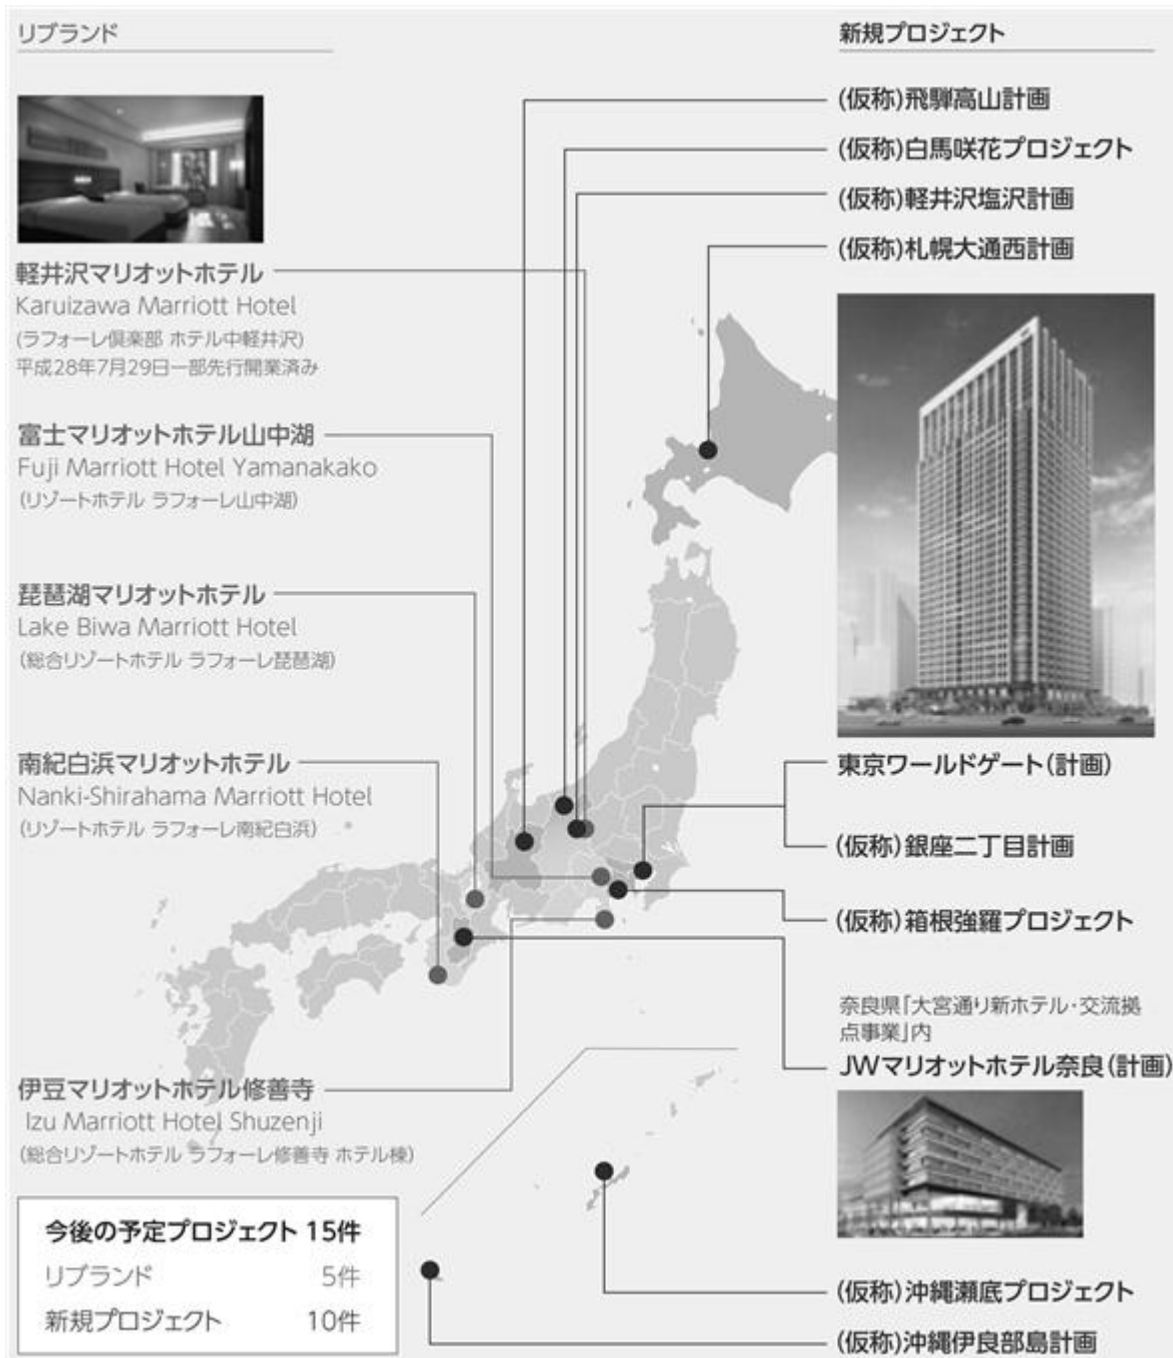 リブランド
軽井沢マリオットホテル
Karuizawa Marriott Hotel
(ラフォーレ倶楽部 ホテル中軽井沢)
平成28年7月29日一部先行開業済み
富士マリオットホテル山中湖
Fuji Marriott Hotel Yamanakako
(リゾートホテル ラフォーレ山中湖)
琵琶湖マリオットホテル
Lake Biwa Marriott Hotel
(総合リゾートホテル ラフォーレ琵琶湖)
南紀白浜マリオットホテル
Nanki-Shirahama Marriott Hotel
(リゾートホテル ラフォーレ南紀白浜)
伊豆マリオットホテル修善寺
Izu Marriott Hotel Shuzenji
(総合リゾートホテル ラフォーレ修善寺 ホテル棟)
今後の予定プロジェクト 15件
リブランド 5件
新規プロジェクト 10件
新規プロジェクト
(仮称)飛騨高山計画
(仮称)白馬咲花プロジェクト
(仮称)軽井沢塩沢計画
(仮称)札幌大通西計画
東京ワールドゲート(計画)
(仮称)銀座二丁目計画
(仮称)箱根強羅プロジェクト
奈良県「大宮通り新ホテル・交流拠
点事業」内
JWマリオットホテル奈良(計画)
(仮称)沖縄瀬底プロジェクト
(仮称)沖縄伊良部島計画